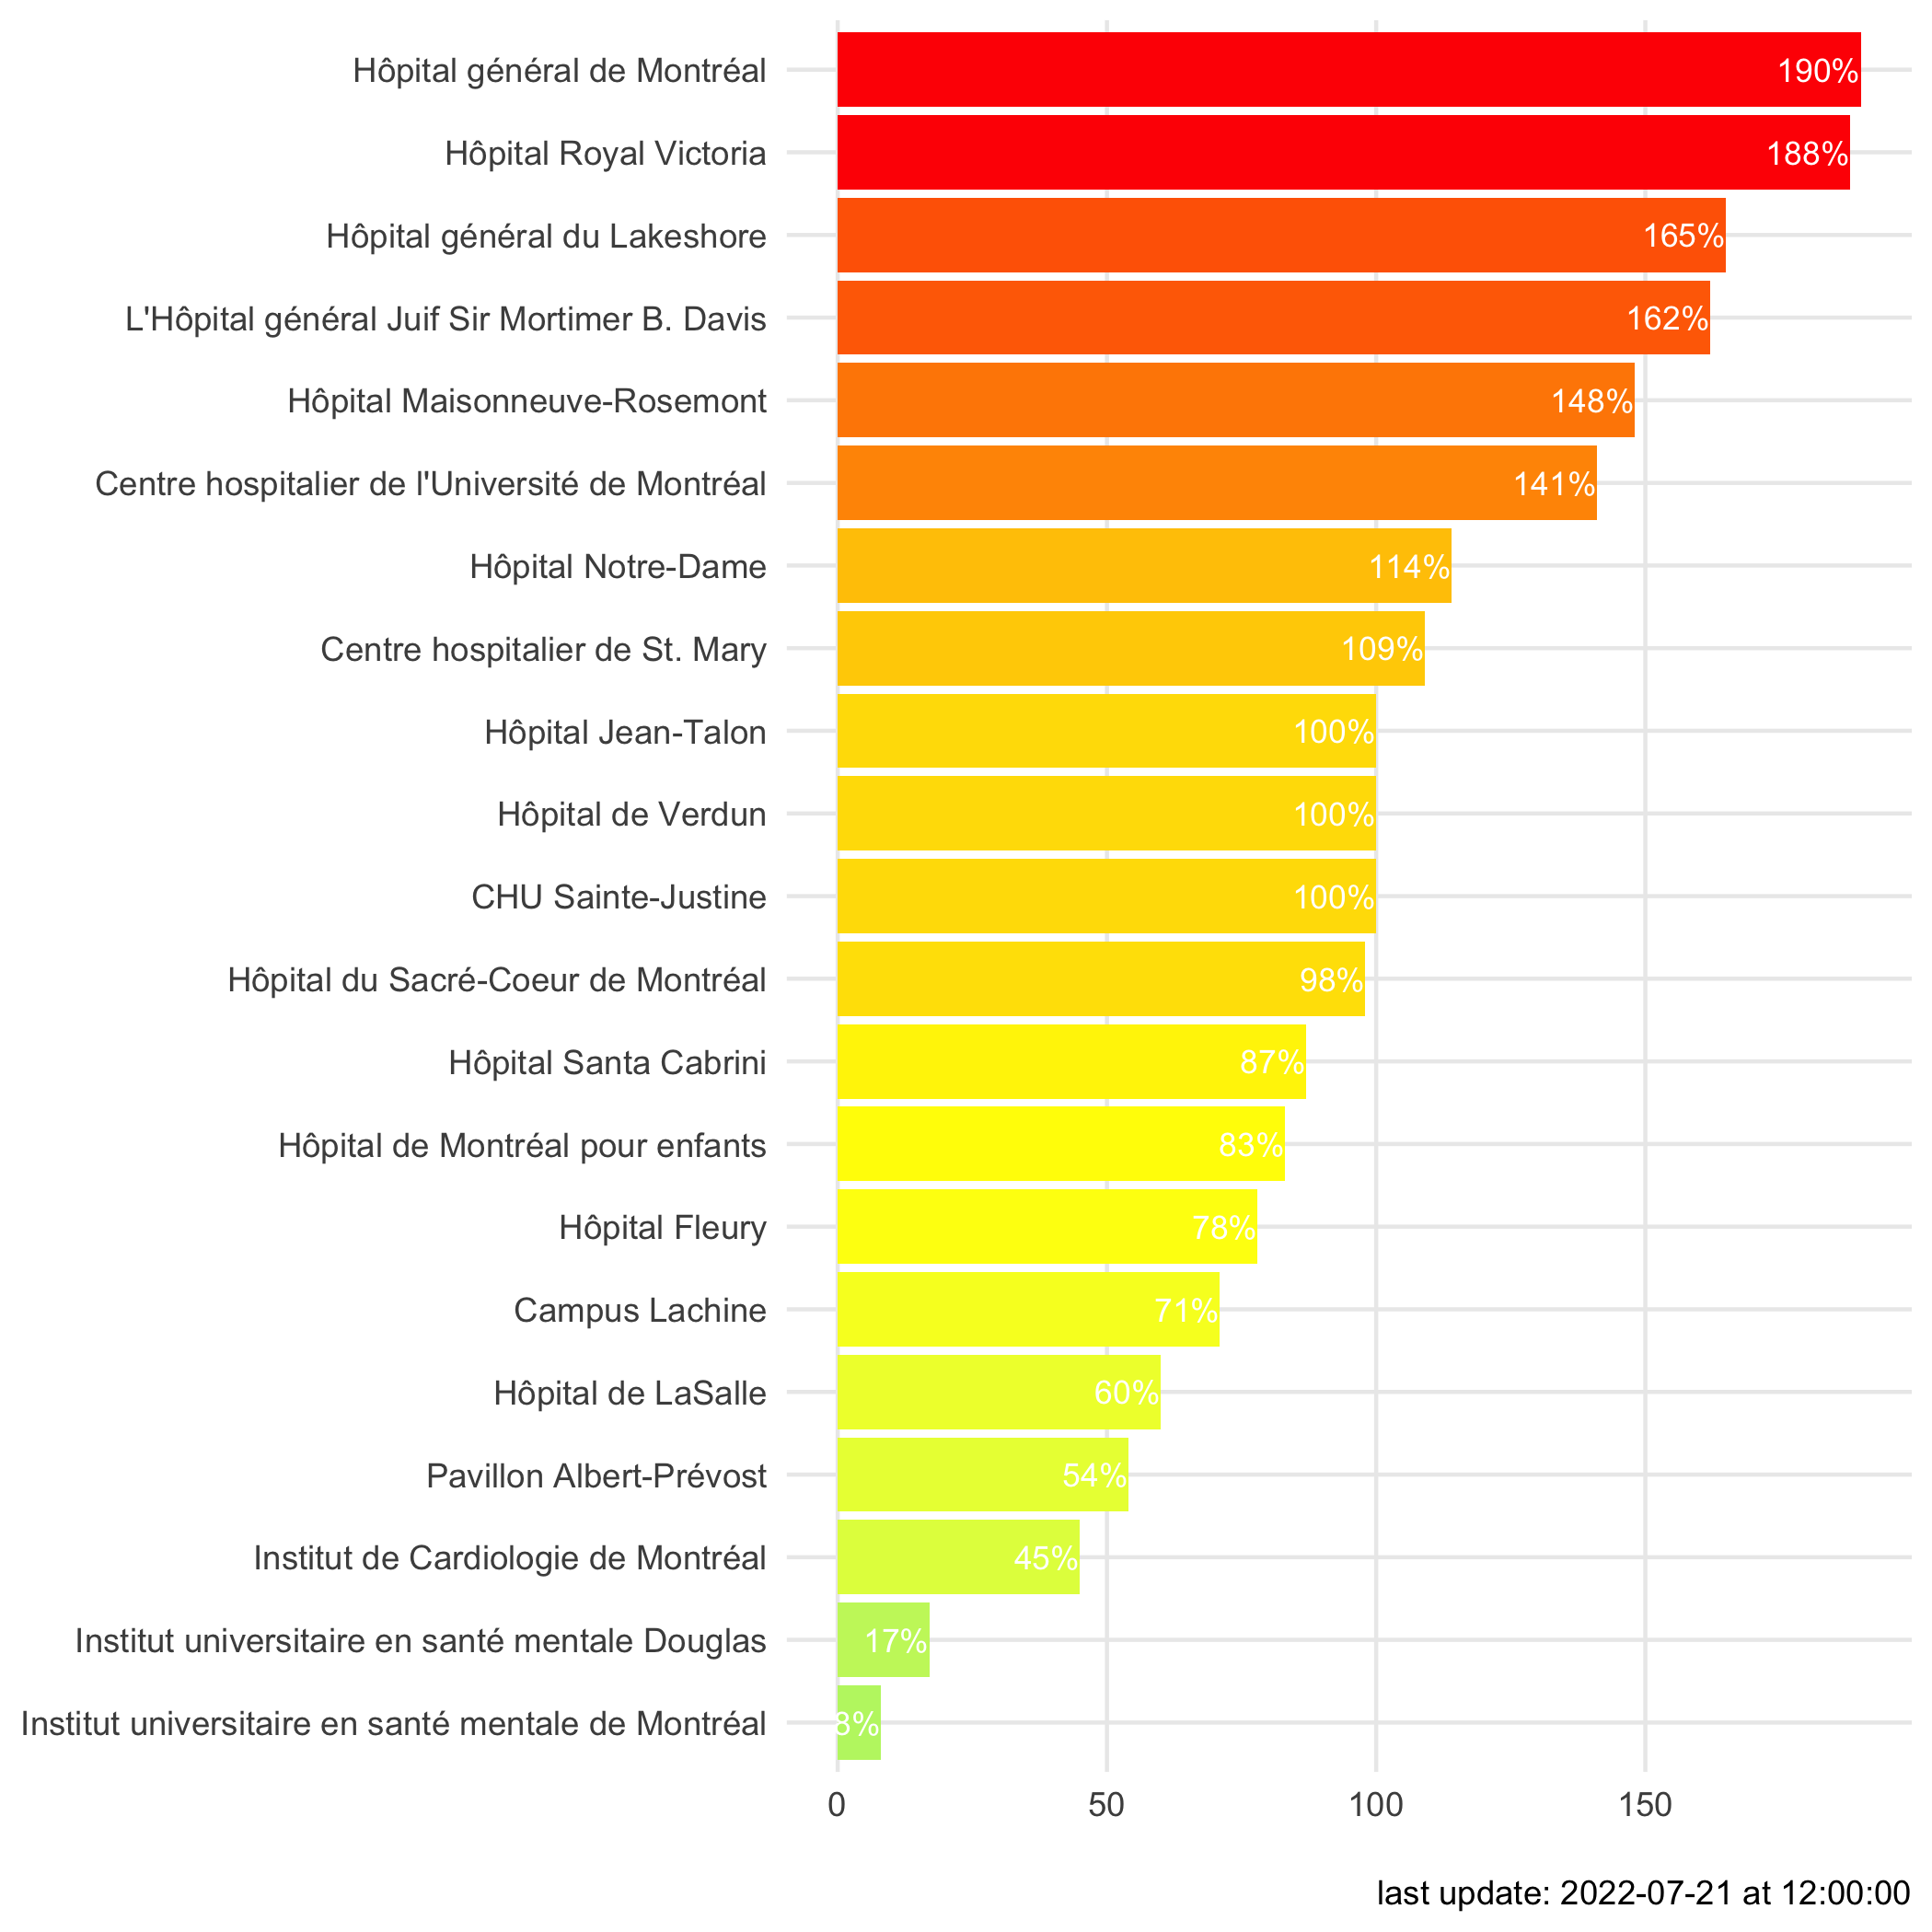 Hôpital général de Montréal 190%
Hôpital Royal Victoria 188%
Hôpital général du Lakeshore 165%
L'Hôpital général Juif Sir Mortimer B. Davis 162%
Hôpital Maisonneuve-Rosemont 148%
Centre hospitalier de l'Université de Montréal 141%
Hôpital Notre-Dame 114%
Centre hospitalier de St. Mary 109%
Hôpital Jean-Talon 100%
Hôpital de Verdun 100%
CHU Sainte-Justine 100%
Hôpital du Sacré-Coeur de Montréal 98%
Hôpital Santa Cabrini 87%
Hôpital de Montréal pour enfants 83%
Hôpital Fleury 78%
Campus Lachine 71%
Hôpital de LaSalle 60%
Pavillon Albert-Prévost 54%
Institut de Cardiologie de Montréal 45%
Institut universitaire en santé mentale Douglas 17%
Institut universitaire en santé mentale de Montréal 8%
0 50 100 150
last update: 2022-07-21 at 12:00:00